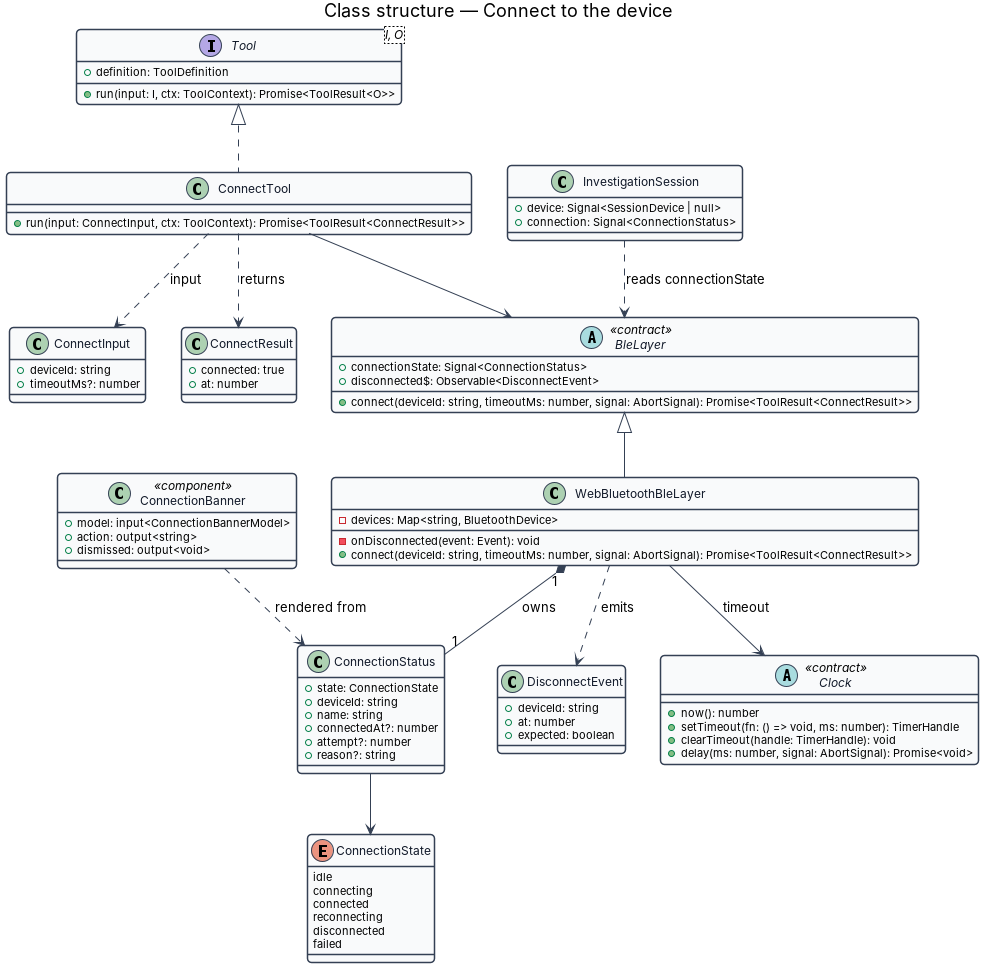 Class structure — Connect to the device
I, O
I Tool
definition: ToolDefinition
run(input: I, ctx: ToolContext): Promise<ToolResult<O>>
C ConnectTool
run(input: ConnectInput, ctx: ToolContext): Promise<ToolResult<ConnectResult>>
C InvestigationSession
device: Signal<SessionDevice | null>
connection: Signal<ConnectionStatus>
input
returns
reads connectionState
C ConnectInput
deviceId: string
timeoutMs?: number
C ConnectResult
connected: true
at: number
A «contract»
BleLayer
connectionState: Signal<ConnectionStatus>
disconnected$: Observable<DisconnectEvent>
connect(deviceId: string, timeoutMs: number, signal: AbortSignal): Promise<ToolResult<ConnectResult>>
C «component»
ConnectionBanner
model: input<ConnectionBannerModel>
action: output<string>
dismissed: output<void>
C WebBluetoothBleLayer
devices: Map<string, BluetoothDevice>
onDisconnected(event: Event): void
connect(deviceId: string, timeoutMs: number, signal: AbortSignal): Promise<ToolResult<ConnectResult>>
rendered from
1
owns
1
emits
timeout
C ConnectionStatus
state: ConnectionState
deviceId: string
name: string
connectedAt?: number
attempt?: number
reason?: string
C DisconnectEvent
deviceId: string
at: number
expected: boolean
A «contract»
Clock
now(): number
setTimeout(fn: () => void, ms: number): TimerHandle
clearTimeout(handle: TimerHandle): void
delay(ms: number, signal: AbortSignal): Promise<void>
E ConnectionState
idle
connecting
connected
reconnecting
disconnected
failed